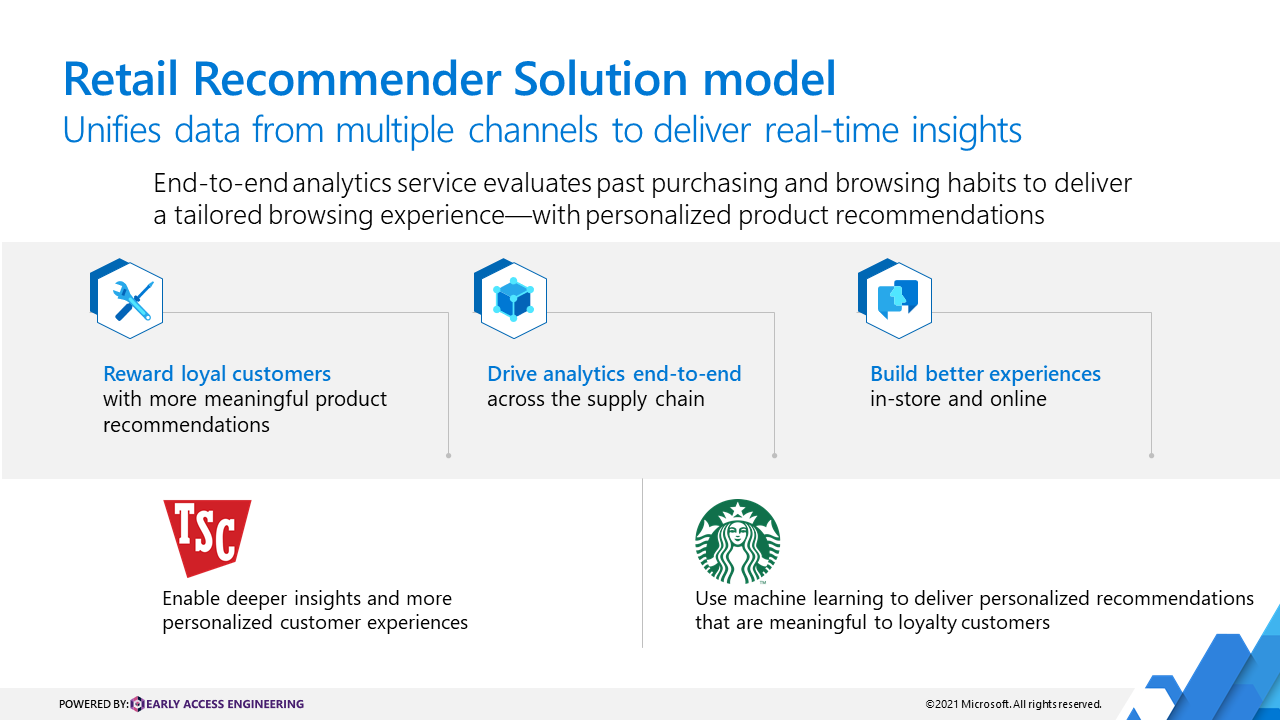 Retail Recommender Solution model
Unifies data from multiple channels to deliver real-time insights
End-to-end analytics service evaluates past purchasing and browsing habits to deliver
a tailored browsing experience—with personalized product recommendations
Reward loyal customers
with more meaningful product
recommendations
Drive analytics end-to-end
across the supply chain
Build better experiences
in-store and online
TSC
Enable deeper insights and more
personalized customer experiences
TM
Use machine learning to deliver personalized recommendations
that are meaningful to loyalty customers
POWERED BY: EARLY ACCESS ENGINEERING
©2021 Microsoft. All rights reserved.